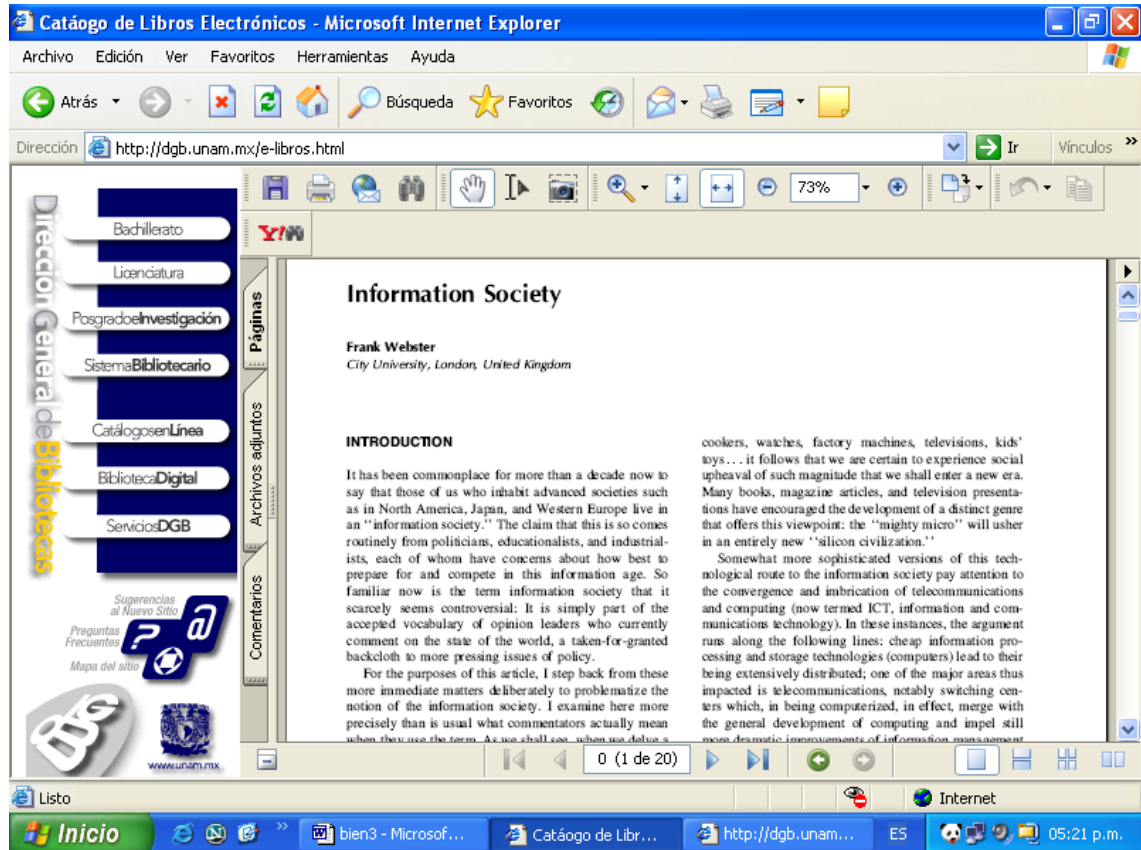 Catáogo de Libros Electrónicos - Microsoft Internet Explorer
Archivo Edición Ver Favoritos Herramientas Ayuda
Atrás Búsqueda Favoritos
Dirección http://dgb.unam.mx/e-libros.html Ir Vínculos »
73%
Y!
Dirección General de Bibliotecas
Bachillerato
Licenciatura
PosgradoeInvestigación
SistemaBibliotecario
CatálogosenLínea
BibliotecaDigital
ServiciosDGB
Sugerencias
al Nuevo Sitio
Preguntas
Frecuentes
Mapa del sitio
www.unam.mx
Páginas
Archivos adjuntos
Comentarios
Information Society
Frank Webster
City University, London, United Kingdom
INTRODUCTION
It has been commonplace for more than a decade now to
say that those of us who inhabit advanced societies such
as in North America, Japan, and Western Europe live in
an ‘‘information society.’’ The claim that this is so comes
routinely from politicians, educationalists, and industrial-
ists, each of whom have concerns about how best to
prepare for and compete in this information age. So
familiar now is the term information society that it
scarcely seems controversial: It is simply part of the
accepted vocabulary of opinion leaders who currently
comment on the state of the world, a taken-for-granted
backcloth to more pressing issues of policy.
For the purposes of this article, I step back from these
more immediate matters deliberately to problematize the
notion of the information society. I examine here more
precisely than is usual what commentators actually mean
when they use the term. As we shall see, when we delve a
cookers, watches, factory machines, televisions, kids'
toys... it follows that we are certain to experience social
upheaval of such magnitude that we shall enter a new era.
Many books, magazine articles, and television presenta-
tions have encouraged the development of a distinct genre
that offers this viewpoint: the ‘‘mighty micro’’ will usher
in an entirely new ‘‘silicon civilization.’’
Somewhat more sophisticated versions of this tech-
nological route to the information society pay attention to
the convergence and imbrication of telecommunications
and computing (now termed ICT, information and com-
munications technology). In these instances, the argument
runs along the following lines: cheap information pro-
cessing and storage technologies (computers) lead to their
being extensively distributed; one of the major areas thus
impacted is telecommunications, notably switching cen-
ters which, in being computerized, in effect, merge with
the general development of computing and impel still
more dramatic improvements of information management
0 (1 de 20)
Listo Internet
Inicio » bien3 - Microsof... Catáogo de Libr... http://dgb.unam... ES 05:21 p.m.